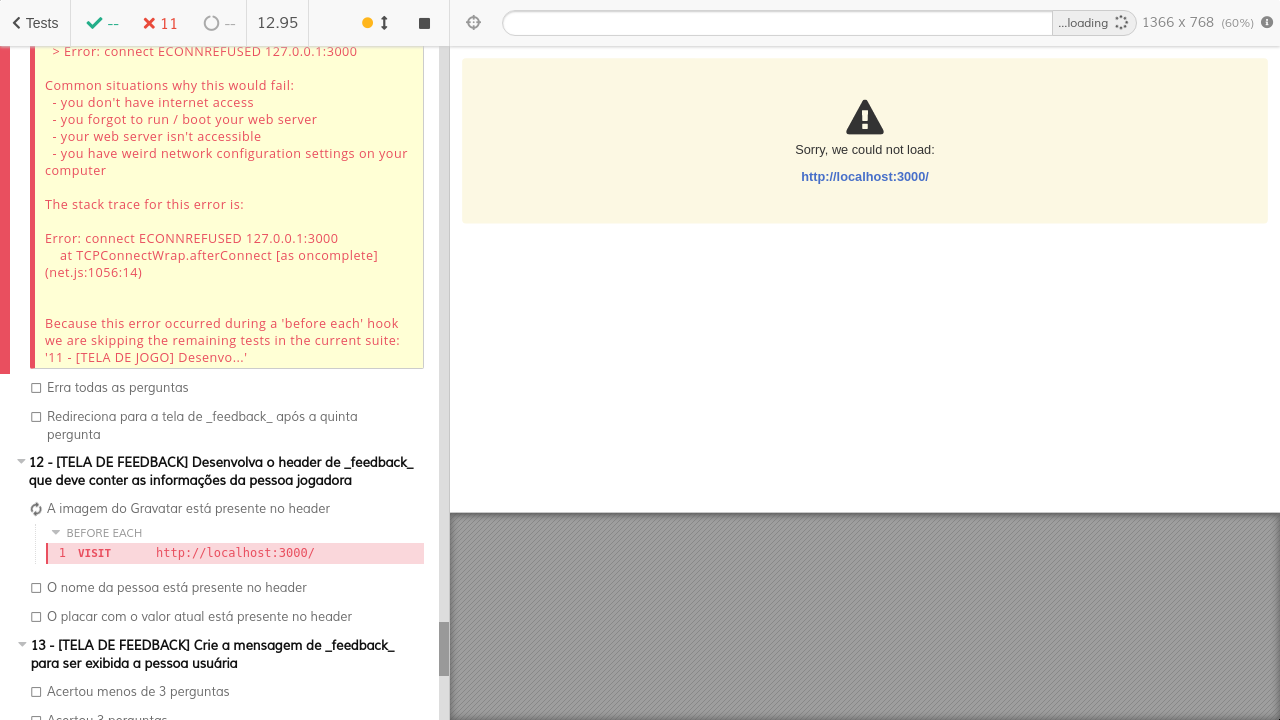 Tests
--
11
--
12.95
...loading
1366 x 768 (60%)
> Error: connect ECONNREFUSED 127.0.0.1:3000
Common situations why this would fail:
- you don't have internet access
- you forgot to run / boot your web server
- your web server isn't accessible
- you have weird network configuration settings on your
computer
The stack trace for this error is:
Error: connect ECONNREFUSED 127.0.0.1:3000
at TCPConnectWrap.afterConnect [as oncomplete]
(net.js:1056:14)
Because this error occurred during a 'before each' hook
we are skipping the remaining tests in the current suite:
'11 - [TELA DE JOGO] Desenvo...'
Erra todas as perguntas
Redireciona para a tela de _feedback_ após a quinta
pergunta
12 - [TELA DE FEEDBACK] Desenvolva o header de _feedback_
que deve conter as informações da pessoa jogadora
A imagem do Gravatar está presente no header
BEFORE EACH
1 VISIT http://localhost:3000/
O nome da pessoa está presente no header
O placar com o valor atual está presente no header
13 - [TELA DE FEEDBACK] Crie a mensagem de _feedback_
para ser exibida a pessoa usuária
Acertou menos de 3 perguntas
Acertou 3 perguntas
Sorry, we could not load:
http://localhost:3000/